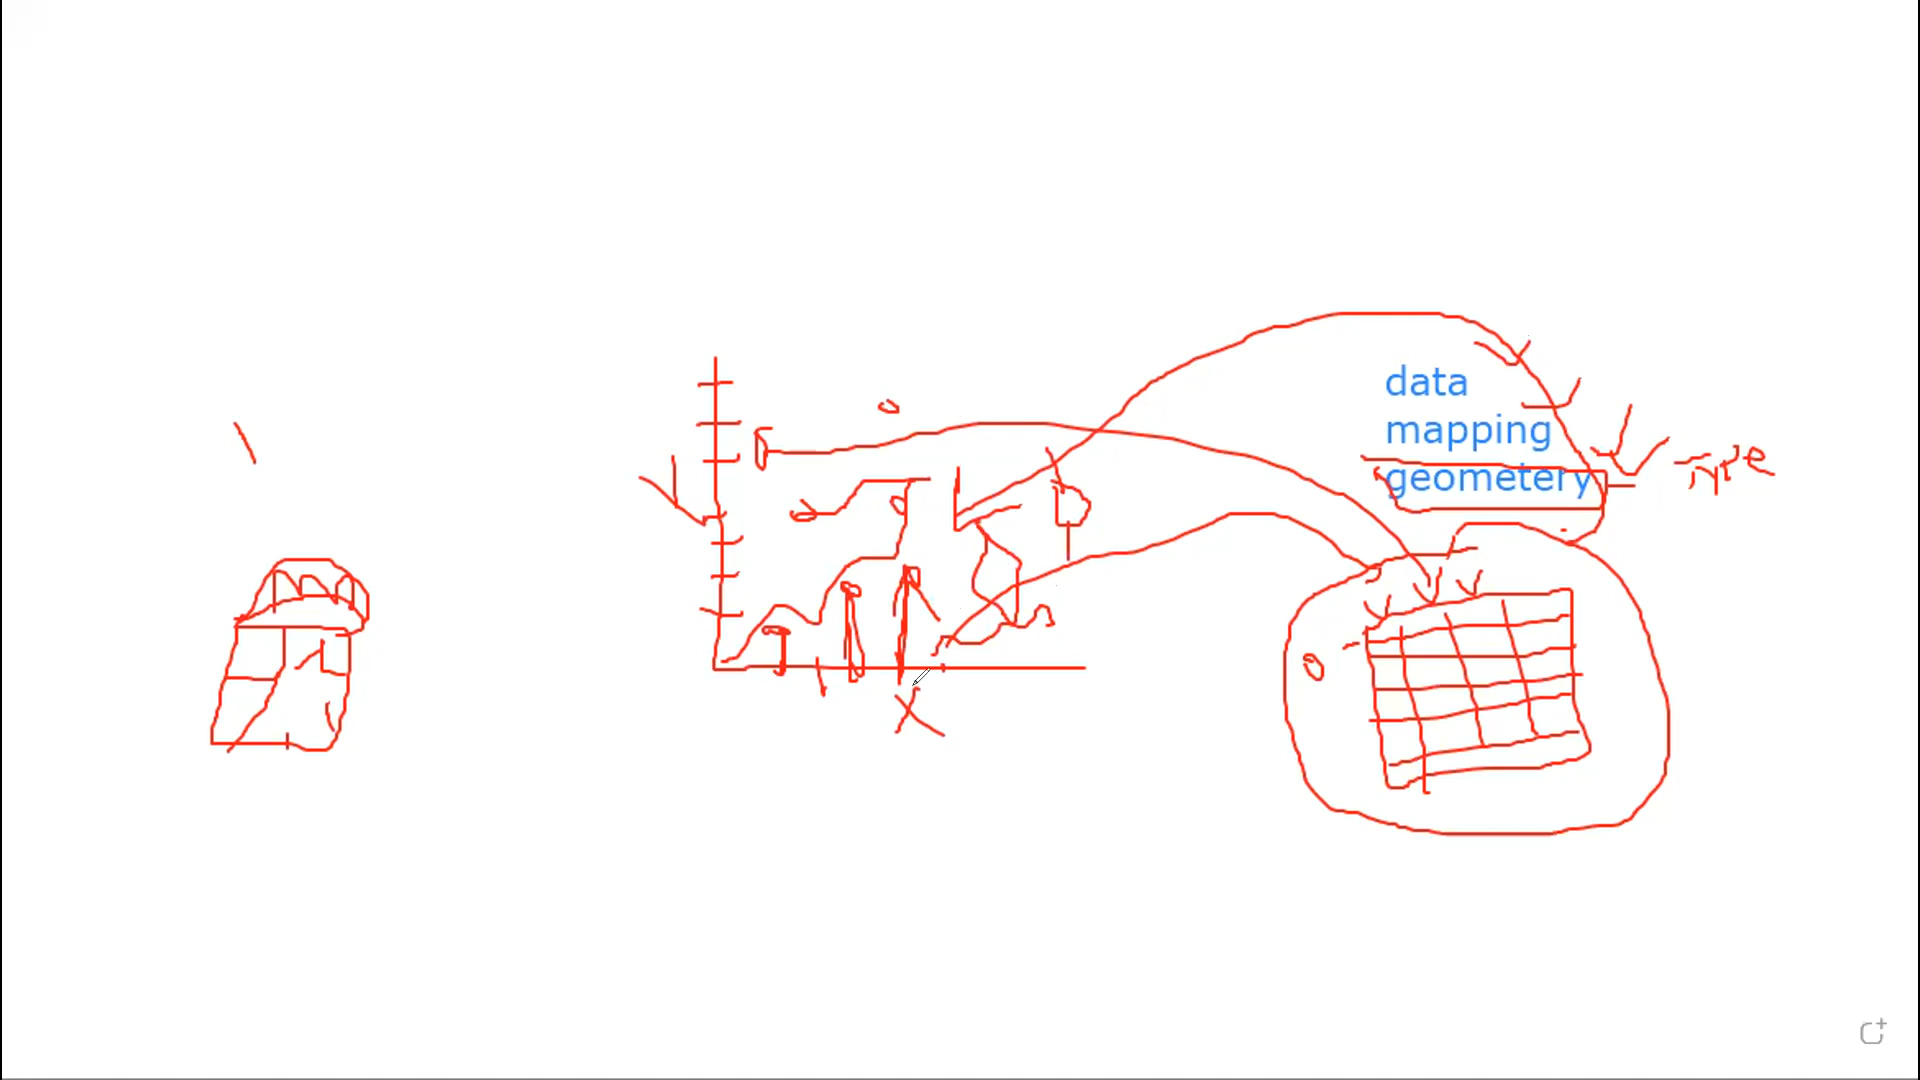 data
mapping
geometery
Type
X